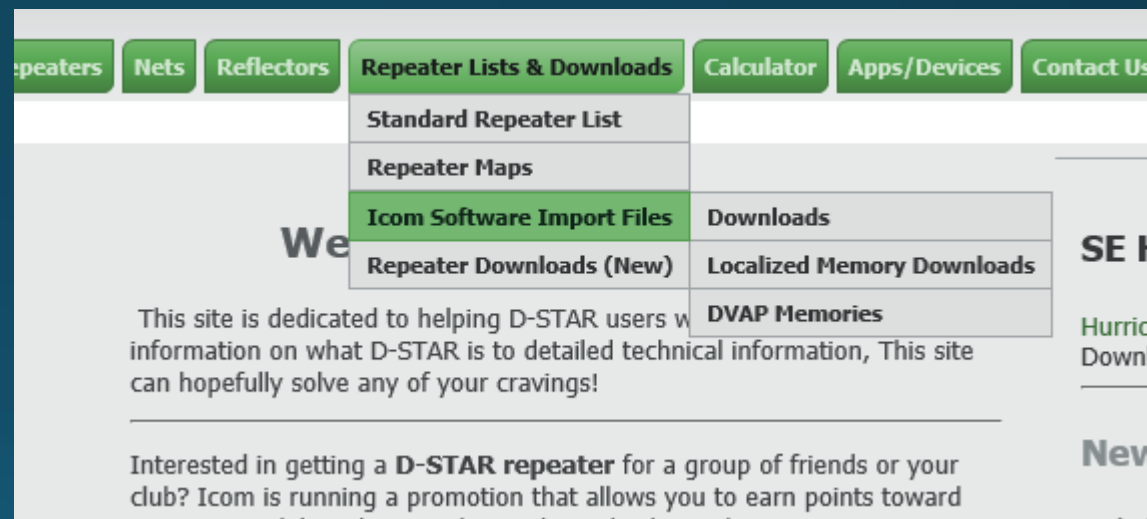 Nets
Reflectors
Repeater Lists & Downloads
Calculator
Apps/Devices
Contact
Standard Repeater List
Repeater Maps
Icom Software Import Files
Repeater Downloads (New)
Downloads
Localized Memory Downloads
DVAP Memories
SE
This site is dedicated to helping D-STAR users
information on what D-STAR is to detailed technical information, This site
can hopefully solve any of your cravings!
Interested in getting a D-STAR repeater for a group of friends or your
club? Icom is running a promotion that allows you to earn points toward